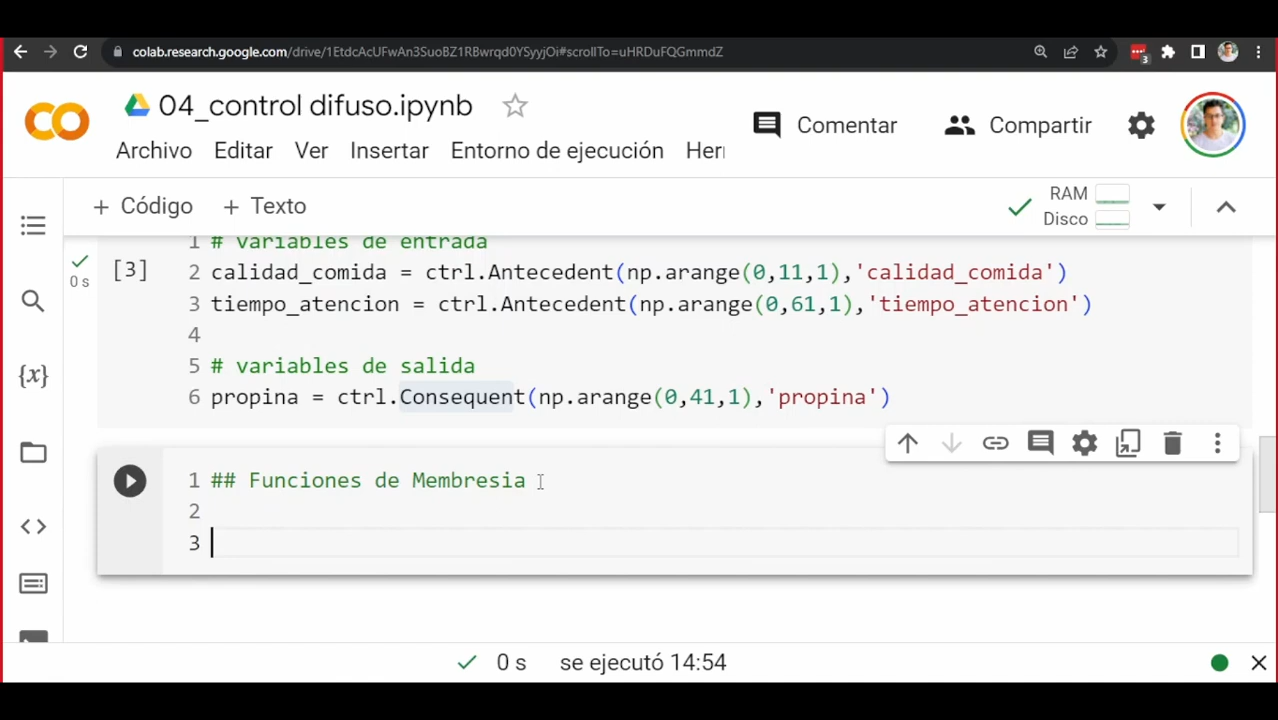 colab.research.google.com/drive/1EtdcAcUFwAn3SuoBZ1RBwrqd0YSyyjOi#scrollTo=uHRDuFQGmmdZ
3
04_control difuso.ipynb
Comentar
Compartir
Archivo Editar Ver Insertar Entorno de ejecución Her
+ Código + Texto
RAM
Disco
[3]
0 s
1 # variables de entrada
2 calidad_comida = ctrl.Antecedent(np.arange(0,11,1),'calidad_comida')
3 tiempo_atencion = ctrl.Antecedent(np.arange(0,61,1),'tiempo_atencion')
4
5 # variables de salida
6 propina = ctrl.Consequent(np.arange(0,41,1),'propina')
{x}
1 ## Funciones de Membresia
2
3
0 s se ejecutó 14:54